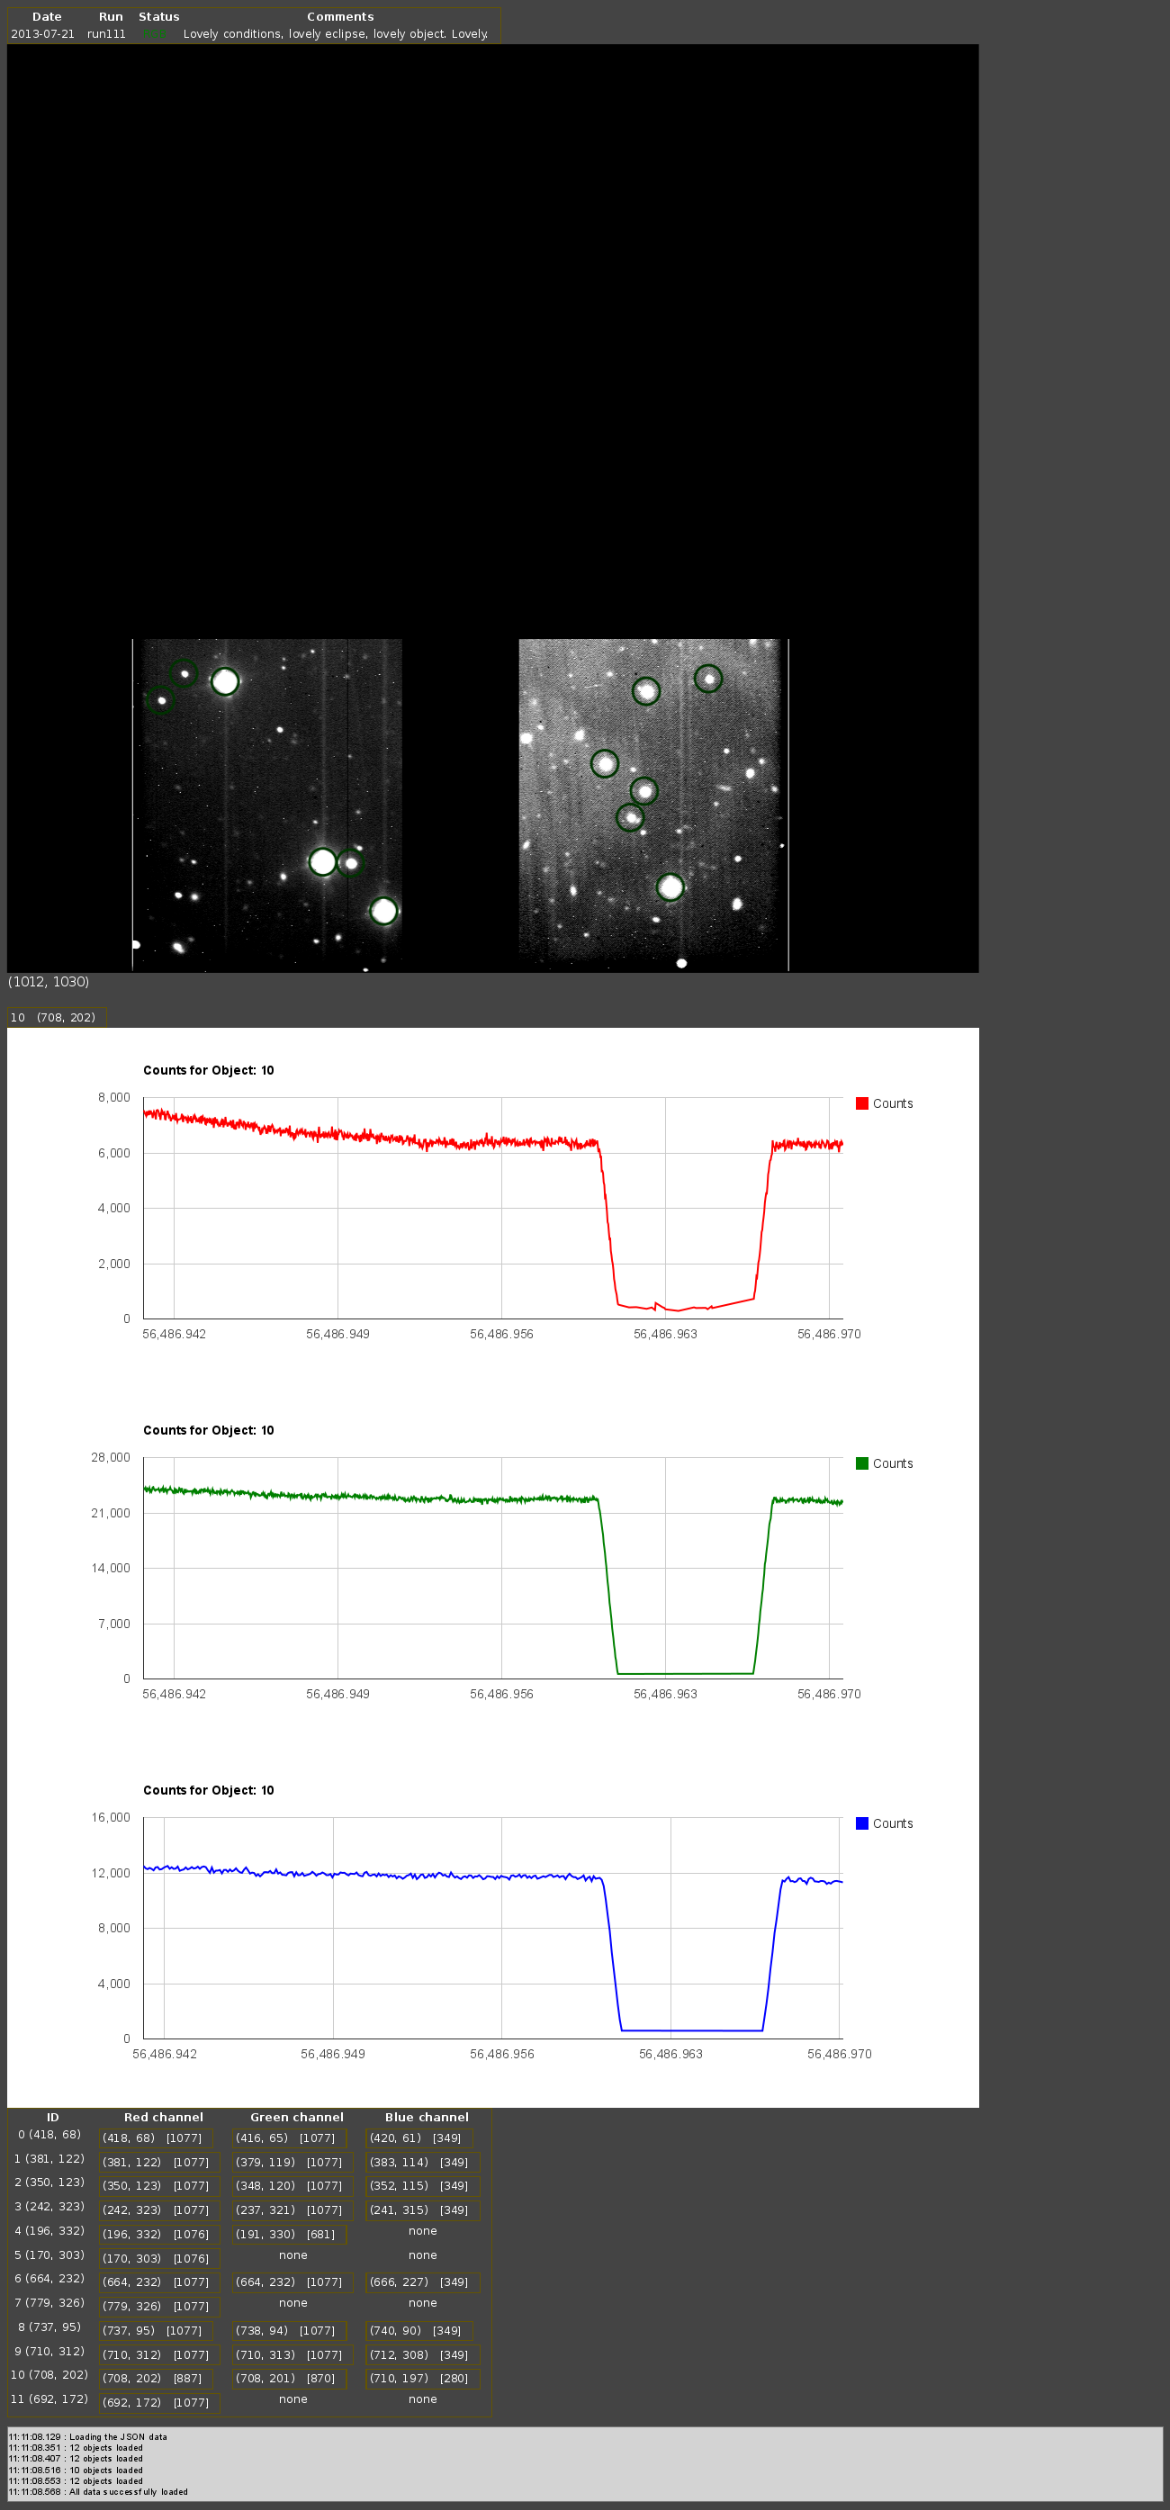 Date Run Status Comments
2013-07-21 run111 Lovely conditions, lovely eclipse, lovely object. Lovely.
(1012, 1030)
10 (708, 202)
Counts for Object: 10
8,000
6,000
4,000
2,000
0
Counts
56,486.942 56,486.949 56,486.956 56,486.963 56,486.970
Counts for Object: 10
28,000
21,000
14,000
7,000
0
Counts
56,486.942 56,486.949 56,486.956 56,486.963 56,486.970
Counts for Object: 10
16,000
12,000
8,000
4,000
0
Counts
56,486.942 56,486.949 56,486.956 56,486.963 56,486.970
ID Red channel Green channel Blue channel
0 (418, 68) (418, 68) [1077] (416, 65) [1077] (420, 61) [349]
1 (381, 122) (381, 122) [1077] (379, 119) [1077] (383, 114) [349]
2 (350, 123) (350, 123) [1077] (348, 120) [1077] (352, 115) [349]
3 (242, 323) (242, 323) [1077] (237, 321) [1077] (241, 315) [349]
4 (196, 332) (196, 332) [1076] (191, 330) [681] none
5 (170, 303) (170, 303) [1076] none none
6 (664, 232) (664, 232) [1077] (664, 232) [1077] (666, 227) [349]
7 (779, 326) (779, 326) [1077] none none
8 (737, 95) (737, 95) [1077] (738, 94) [1077] (740, 90) [349]
9 (710, 312) (710, 312) [1077] (710, 313) [1077] (712, 308) [349]
10 (708, 202) (708, 202) [887] (708, 201) [870] (710, 197) [280]
11 (692, 172) (692, 172) [1077] none none
11:11:08.129 : Loading the JSON data
11:11:08.351 : 12 objects loaded
11:11:08.407 : 12 objects loaded
11:11:08.516 : 10 objects loaded
11:11:08.553 : 12 objects loaded
11:11:08.568 : All data successfully loaded